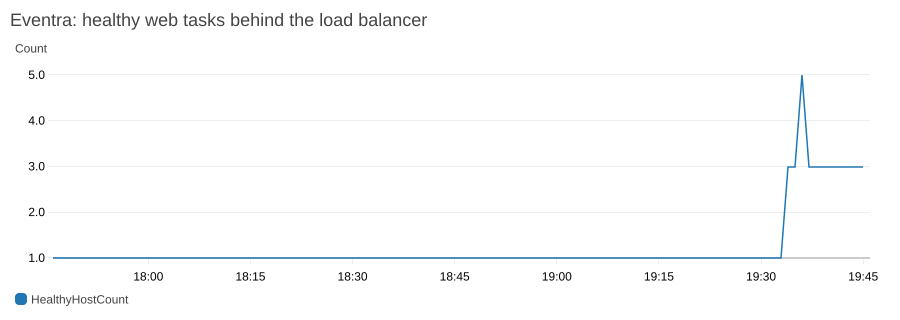 Eventra: healthy web tasks behind the load balancer
Count
5.0
4.0
3.0
2.0
1.0
18:00 18:15 18:30 18:45 19:00 19:15 19:30 19:45
HealthyHostCount